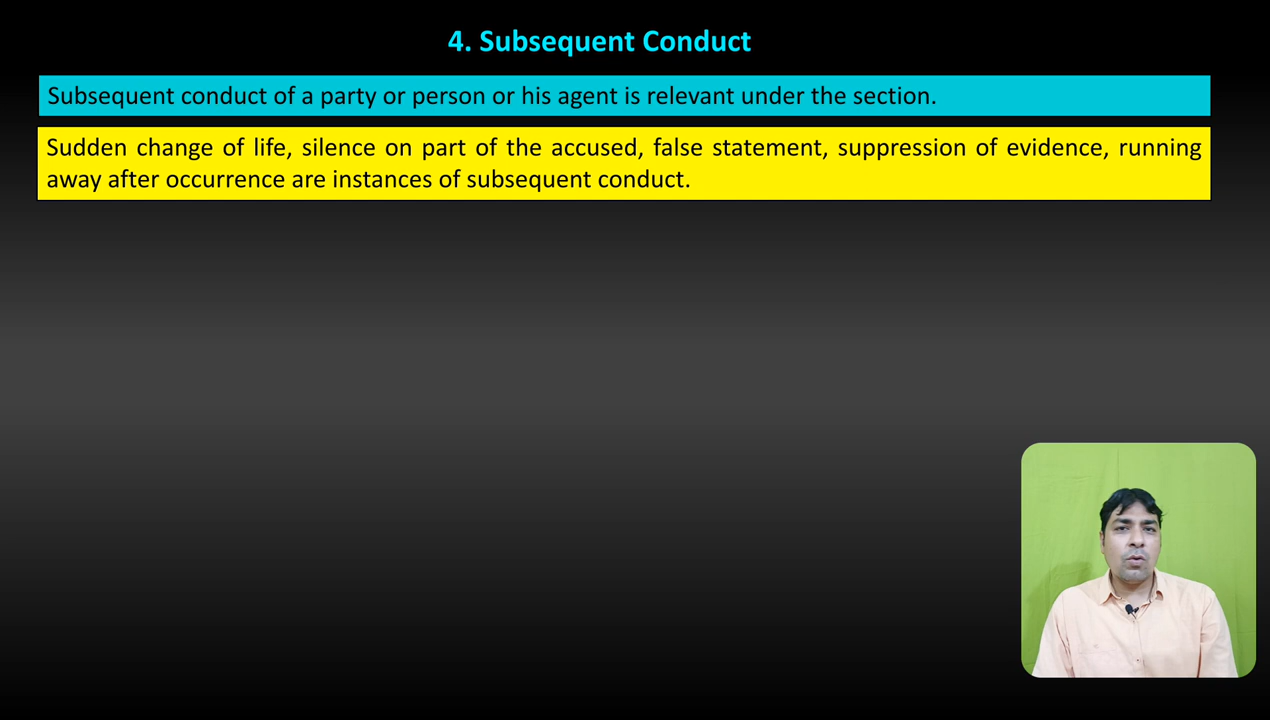 4. Subsequent Conduct
Subsequent conduct of a party or person or his agent is relevant under the section.
Sudden change of life, silence on part of the accused, false statement, suppression of evidence, running
away after occurrence are instances of subsequent conduct.